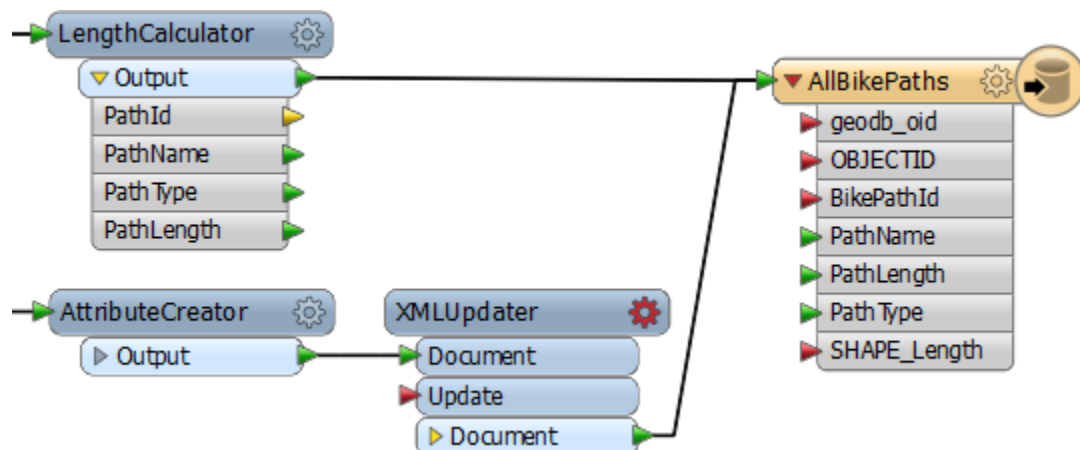 LengthCalculator
Output
PathId
PathName
PathType
PathLength
AttributeCreator
Output
XMLUpdater
Document
Update
Document
AllBikePaths
geodb_oid
OBJECTID
BikePathId
PathName
PathLength
PathType
SHAPE_Length